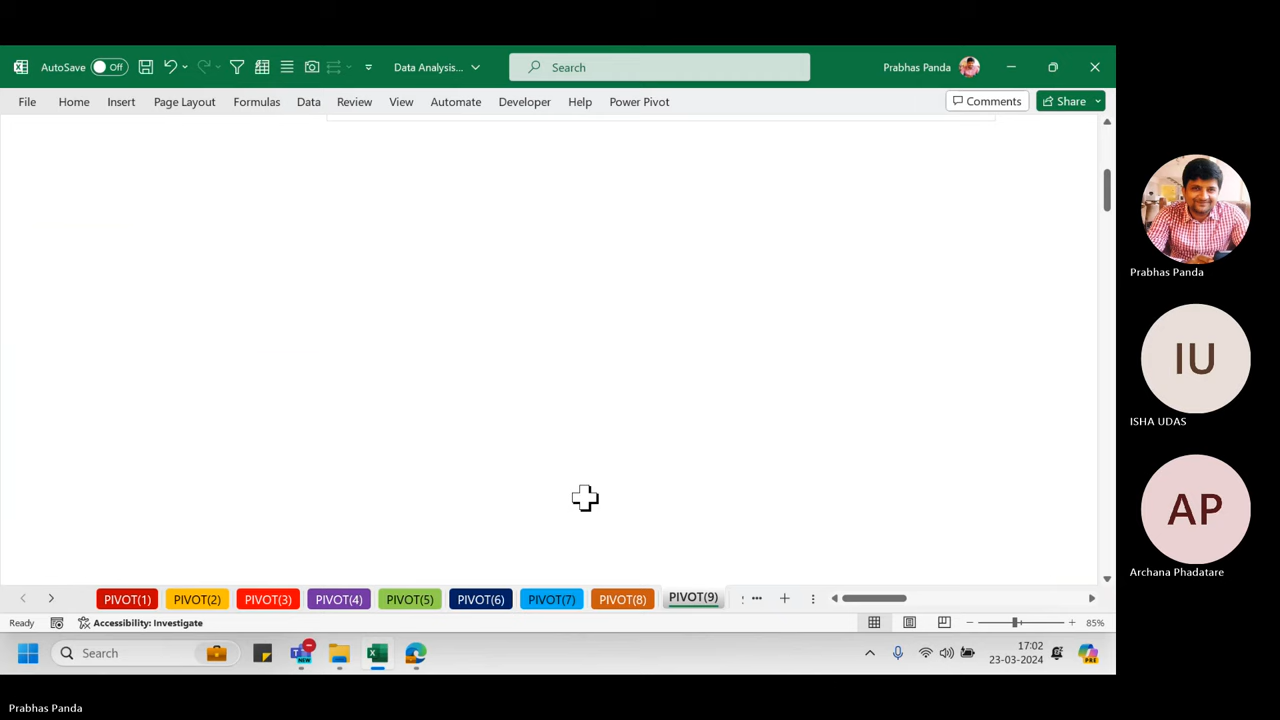 AutoSave Off Data Analysis... Search Prabhas Panda
File Home Insert Page Layout Formulas Data Review View Automate Developer Help Power Pivot Comments Share
Prabhas Panda
IU
ISHA UDAS
AP
Archana Phadatare
PIVOT(1) PIVOT(2) PIVOT(3) PIVOT(4) PIVOT(5) PIVOT(6) PIVOT(7) PIVOT(8) PIVOT(9)
Ready Accessibility: Investigate 85%
Search NEW 17:02 PRE
23-03-2024
Prabhas Panda